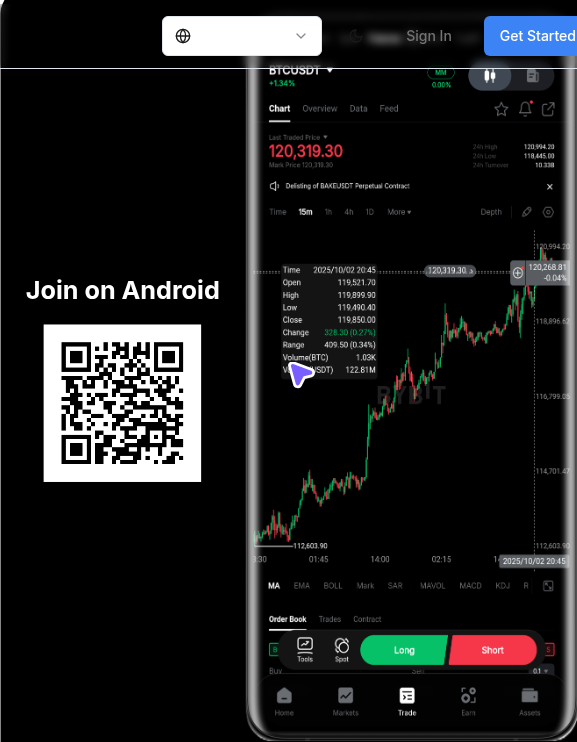 Sign In
Get Started
BTCUSDT
+1.34%
MM
0.00%
Chart Overview Data Feed
Last Traded Price
120,319.30
Mark Price 120,319.30
24h High 120,994.20
24h Low 118,445.00
24h Turnover 10.33B
Delisting of BAKEUSDT Perpetual Contract
Time 15m 1h 4h 1D More Depth
120,994.20
120,319.30
120,268.81
-0.04%
Time 2025/10/02 20:45
Open 119,521.70
High 119,899.90
Low 119,490.40
Close 119,850.00
Change 328.30 (0.27%)
Range 409.50 (0.34%)
Volume(BTC) 1.03K
USDT) 122.81M
Join on Android
118,896.62
BYBIT
116,799.05
114,701.47
112,603.90
112,603.90
:30 01:45 14:00 02:15 2025/10/02 20:45
MA EMA BOLL Mark SAR MAVOL MACD KDJ R
Order Book Trades Contract
B
S
Tools
Spot
Long
Short
Buy
0.1
Home Markets Trade Earn Assets